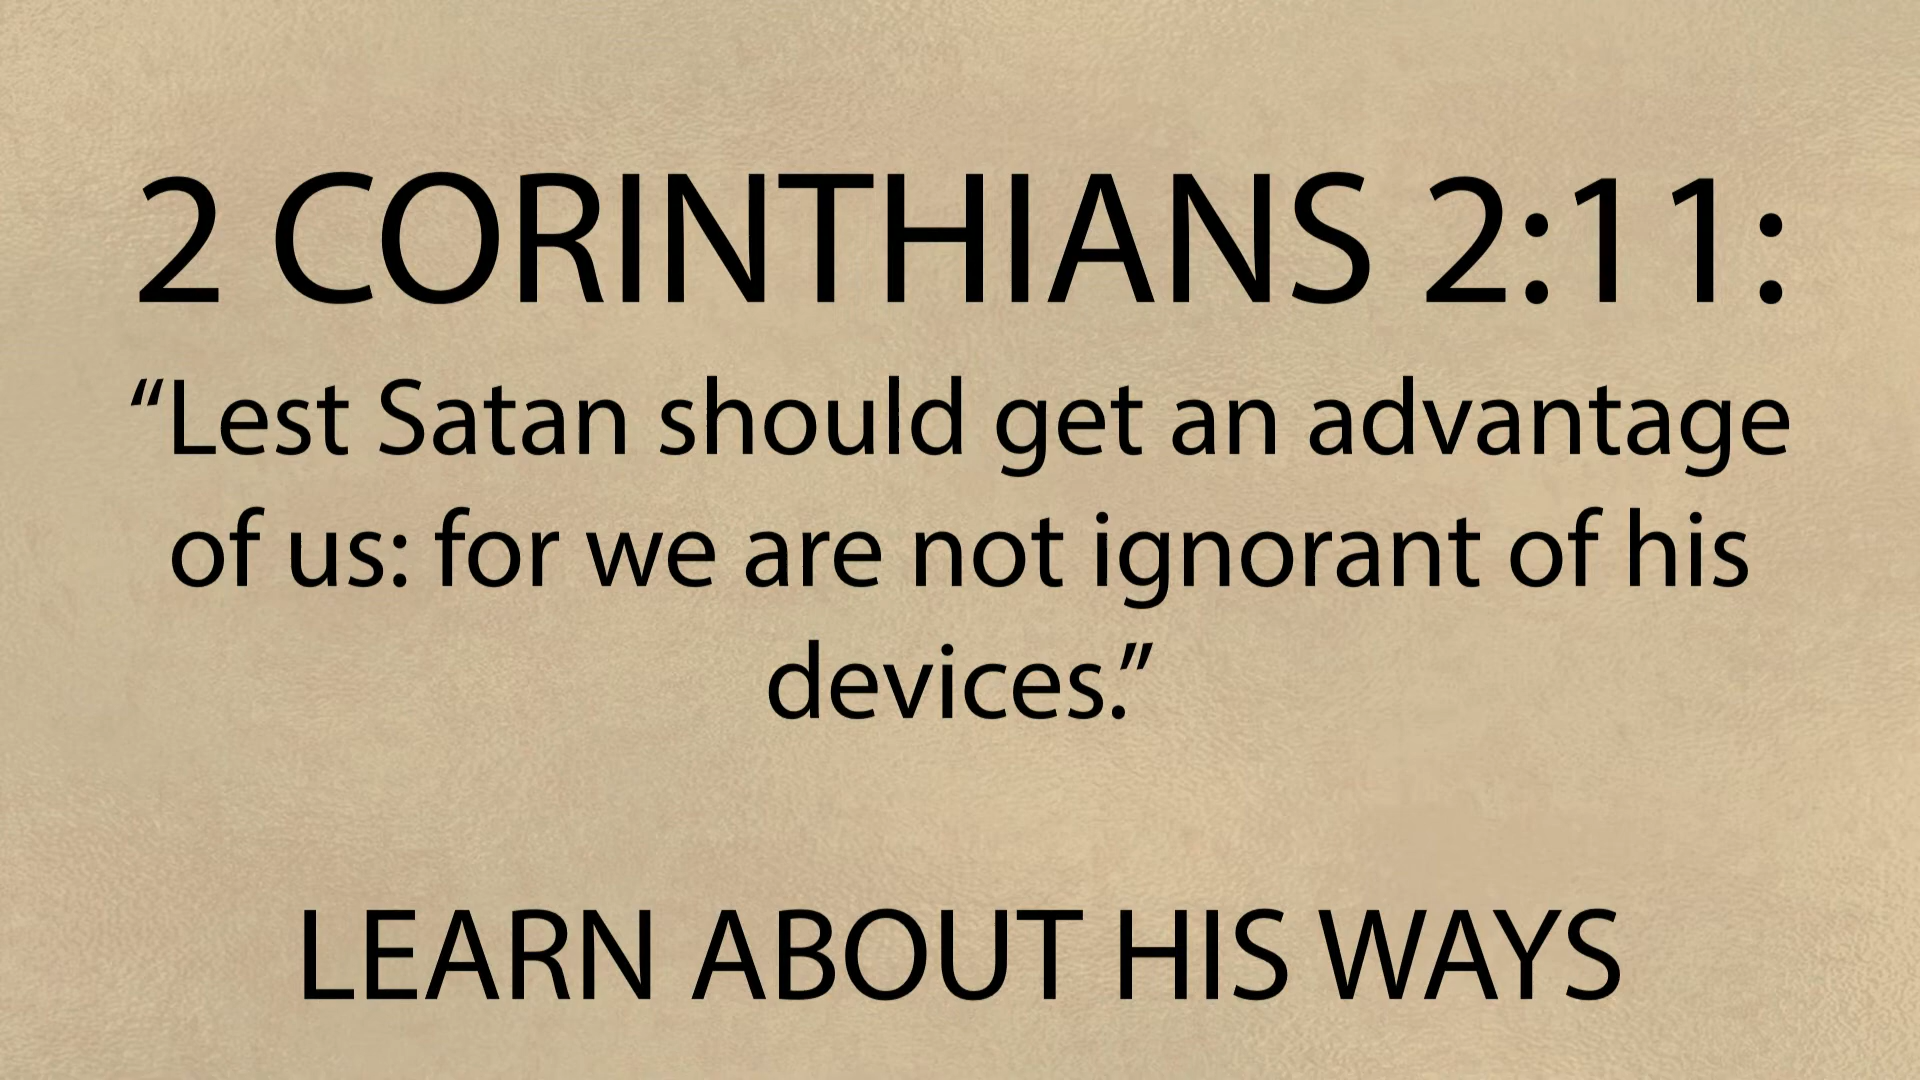 2 CORINTHIANS 2:11:
“Lest Satan should get an advantage
of us: for we are not ignorant of his
devices.”
LEARN ABOUT HIS WAYS